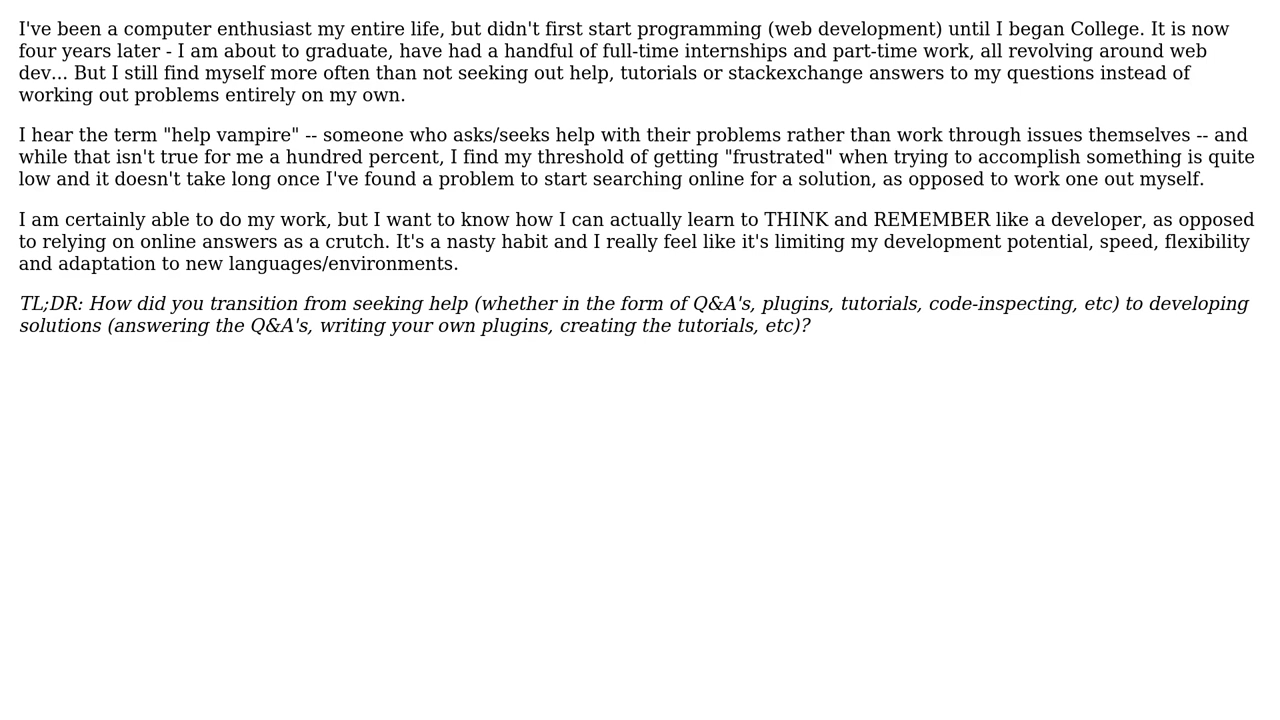 I've been a computer enthusiast my entire life, but didn't first start programming (web development) until I began College. It is now
four years later - I am about to graduate, have had a handful of full-time internships and part-time work, all revolving around web
dev... But I still find myself more often than not seeking out help, tutorials or stackexchange answers to my questions instead of
working out problems entirely on my own.
I hear the term "help vampire" -- someone who asks/seeks help with their problems rather than work through issues themselves -- and
while that isn't true for me a hundred percent, I find my threshold of getting "frustrated" when trying to accomplish something is quite
low and it doesn't take long once I've found a problem to start searching online for a solution, as opposed to work one out myself.
I am certainly able to do my work, but I want to know how I can actually learn to THINK and REMEMBER like a developer, as opposed
to relying on online answers as a crutch. It's a nasty habit and I really feel like it's limiting my development potential, speed, flexibility
and adaptation to new languages/environments.
TL;DR: How did you transition from seeking help (whether in the form of Q&A's, plugins, tutorials, code-inspecting, etc) to developing
solutions (answering the Q&A's, writing your own plugins, creating the tutorials, etc)?